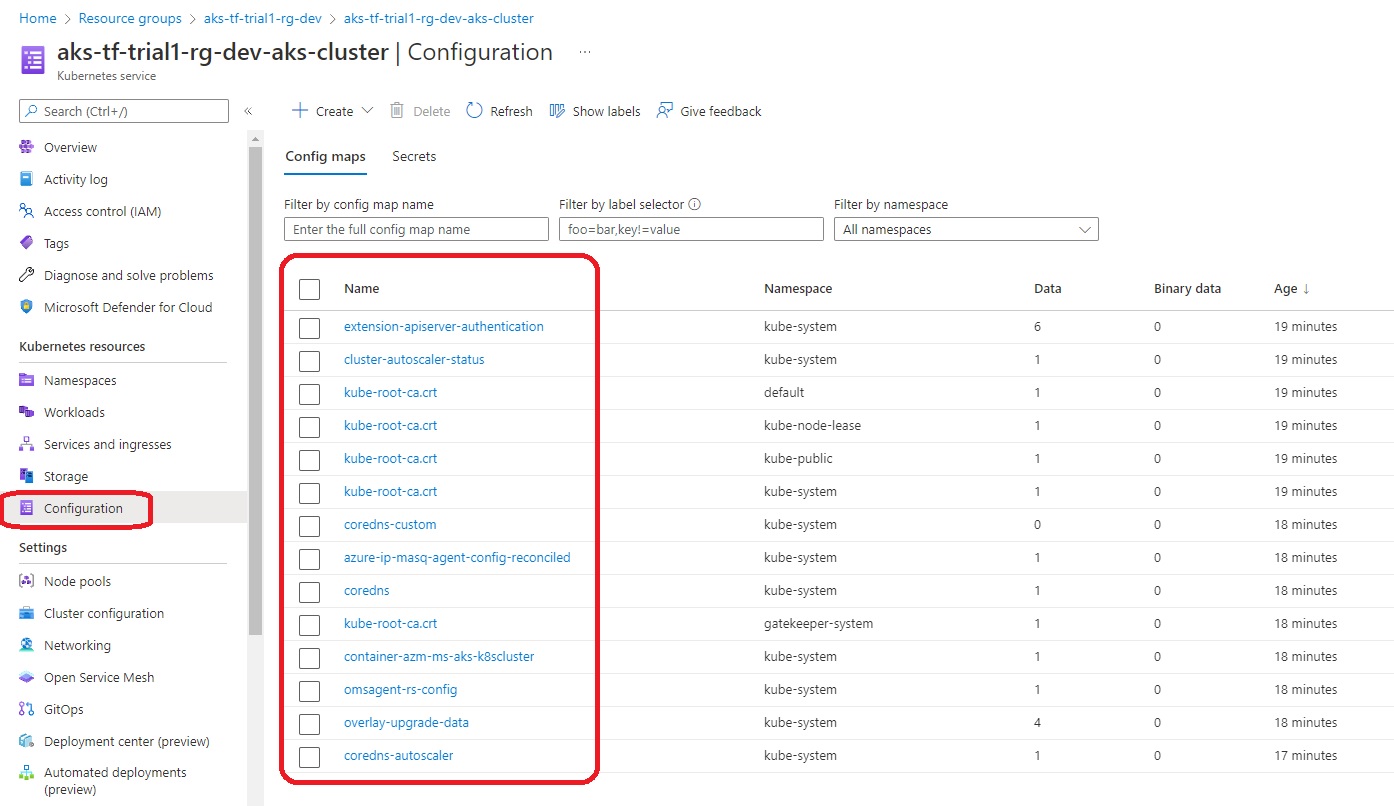 Home > Resource groups > aks-tf-trial1-rg-dev > aks-tf-trial1-rg-dev-aks-cluster
aks-tf-trial1-rg-dev-aks-cluster | Configuration ...
Kubernetes service
Search (Ctrl+/) «
Create Delete Refresh Show labels Give feedback
Overview
Activity log
Access control (IAM)
Tags
Diagnose and solve problems
Microsoft Defender for Cloud
Kubernetes resources
Namespaces
Workloads
Services and ingresses
Storage
Configuration
Settings
Node pools
Cluster configuration
Networking
Open Service Mesh
GitOps
Deployment center (preview)
Automated deployments
(preview)
Config maps Secrets
Filter by config map name Filter by label selector Filter by namespace
Enter the full config map name foo=bar,key!=value All namespaces
Name Namespace Data Binary data Age ↓
extension-apiserver-authentication kube-system 6 0 19 minutes
cluster-autoscaler-status kube-system 1 0 19 minutes
kube-root-ca.crt default 1 0 19 minutes
kube-root-ca.crt kube-node-lease 1 0 19 minutes
kube-root-ca.crt kube-public 1 0 19 minutes
kube-root-ca.crt kube-system 1 0 19 minutes
coredns-custom kube-system 0 0 18 minutes
azure-ip-masq-agent-config-reconciled kube-system 1 0 18 minutes
coredns kube-system 1 0 18 minutes
kube-root-ca.crt gatekeeper-system 1 0 18 minutes
container-azm-ms-aks-k8scluster kube-system 1 0 18 minutes
omsagent-rs-config kube-system 1 0 18 minutes
overlay-upgrade-data kube-system 4 0 18 minutes
coredns-autoscaler kube-system 1 0 17 minutes